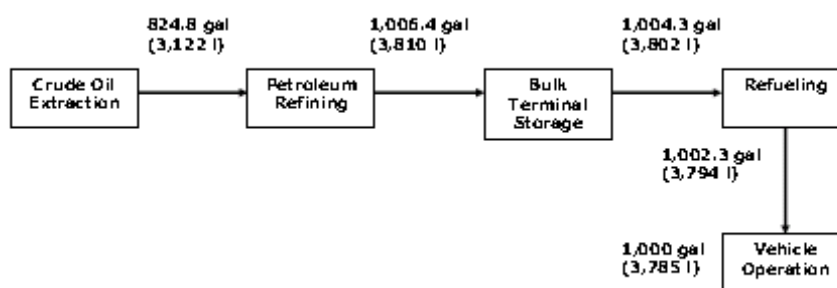 824.8 gal
(3,122 l)
1,006.4 gal
(3,810 l)
1,004.3 gal
(3,802 l)
Crude Oil
Extraction
Petroleum
Refining
Bulk
Terminal
Storage
Refueling
1,002.3 gal
(3,794 l)
1,000 gal
(3,785 l)
Vehicle
Operation